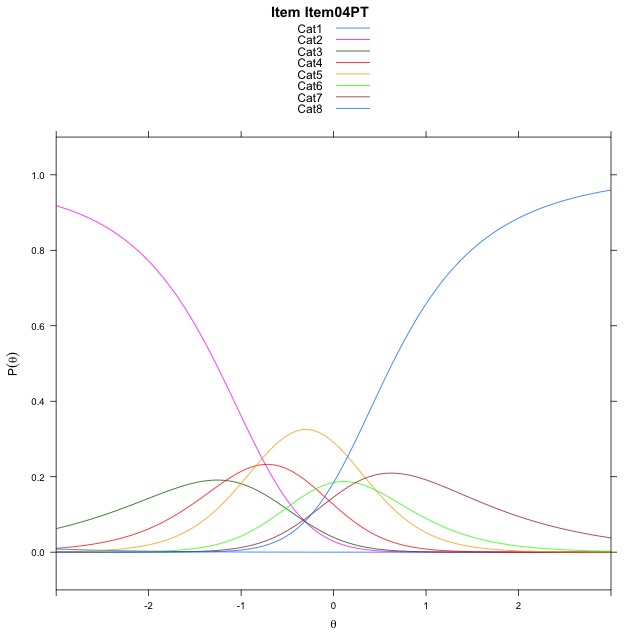 Item Item04PT
Cat1
Cat2
Cat3
Cat4
Cat5
Cat6
Cat7
Cat8
1.0
0.8
0.6
0.4
0.2
0.0
P(θ)
-2 -1 0 1 2
θ